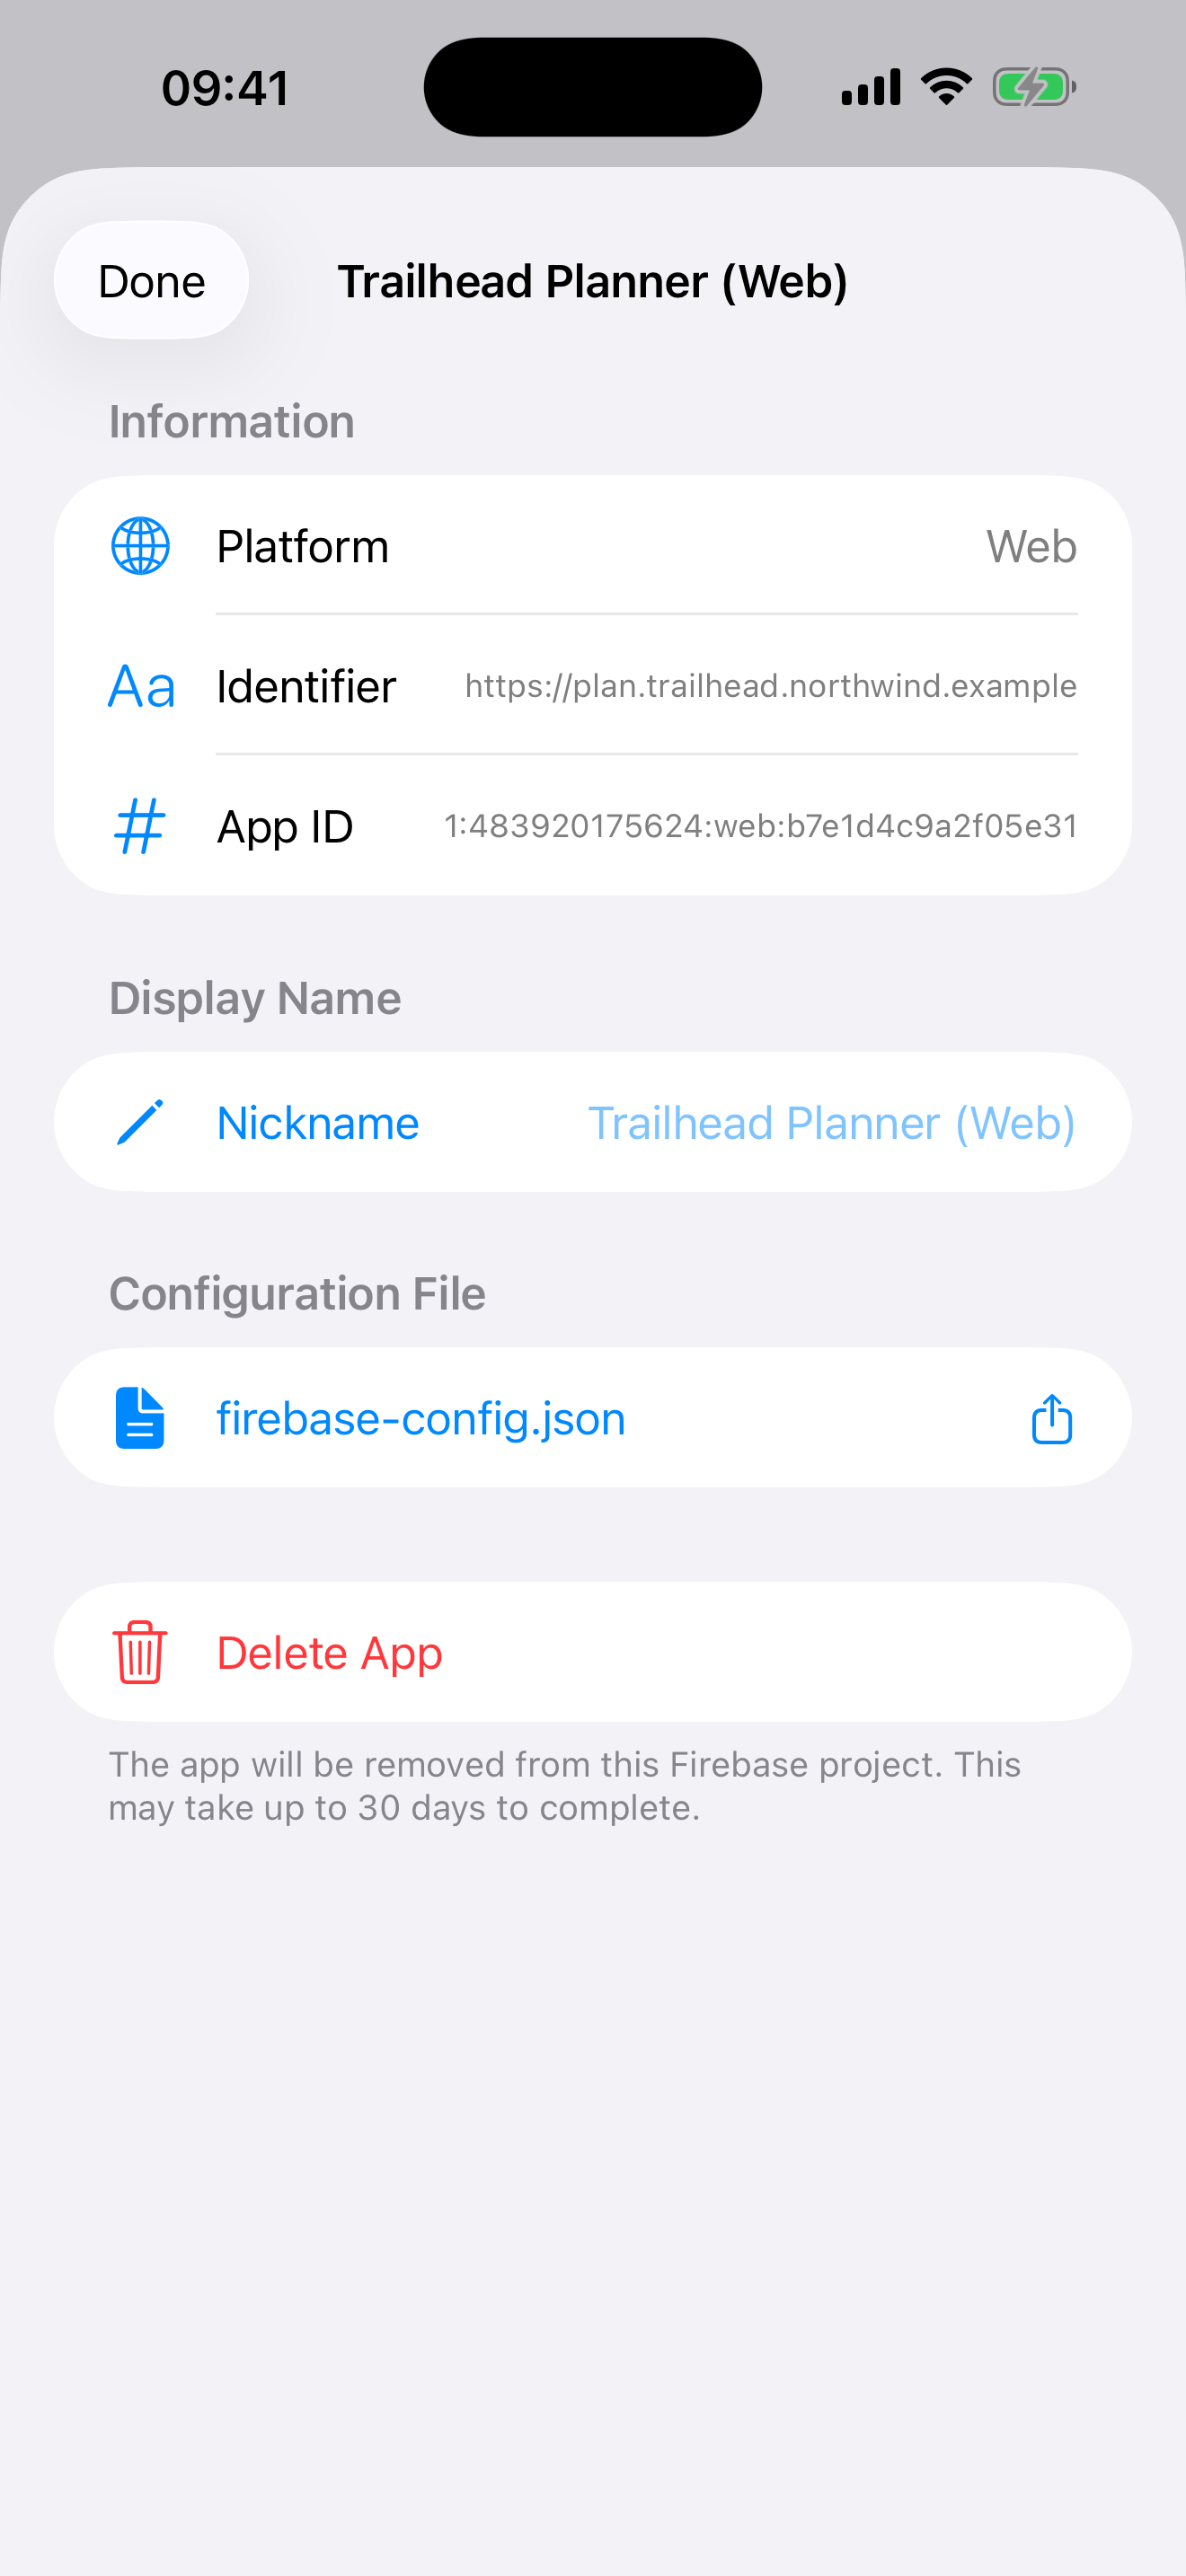 09:41
Done
Trailhead Planner (Web)
Information
Platform
Web
Aa
Identifier
https://plan.trailhead.northwind.example
#
App ID
1:483920175624:web:b7e1d4c9a2f05e31
Display Name
Nickname
Trailhead Planner (Web)
Configuration File
firebase-config.json
Delete App
The app will be removed from this Firebase project. This
may take up to 30 days to complete.